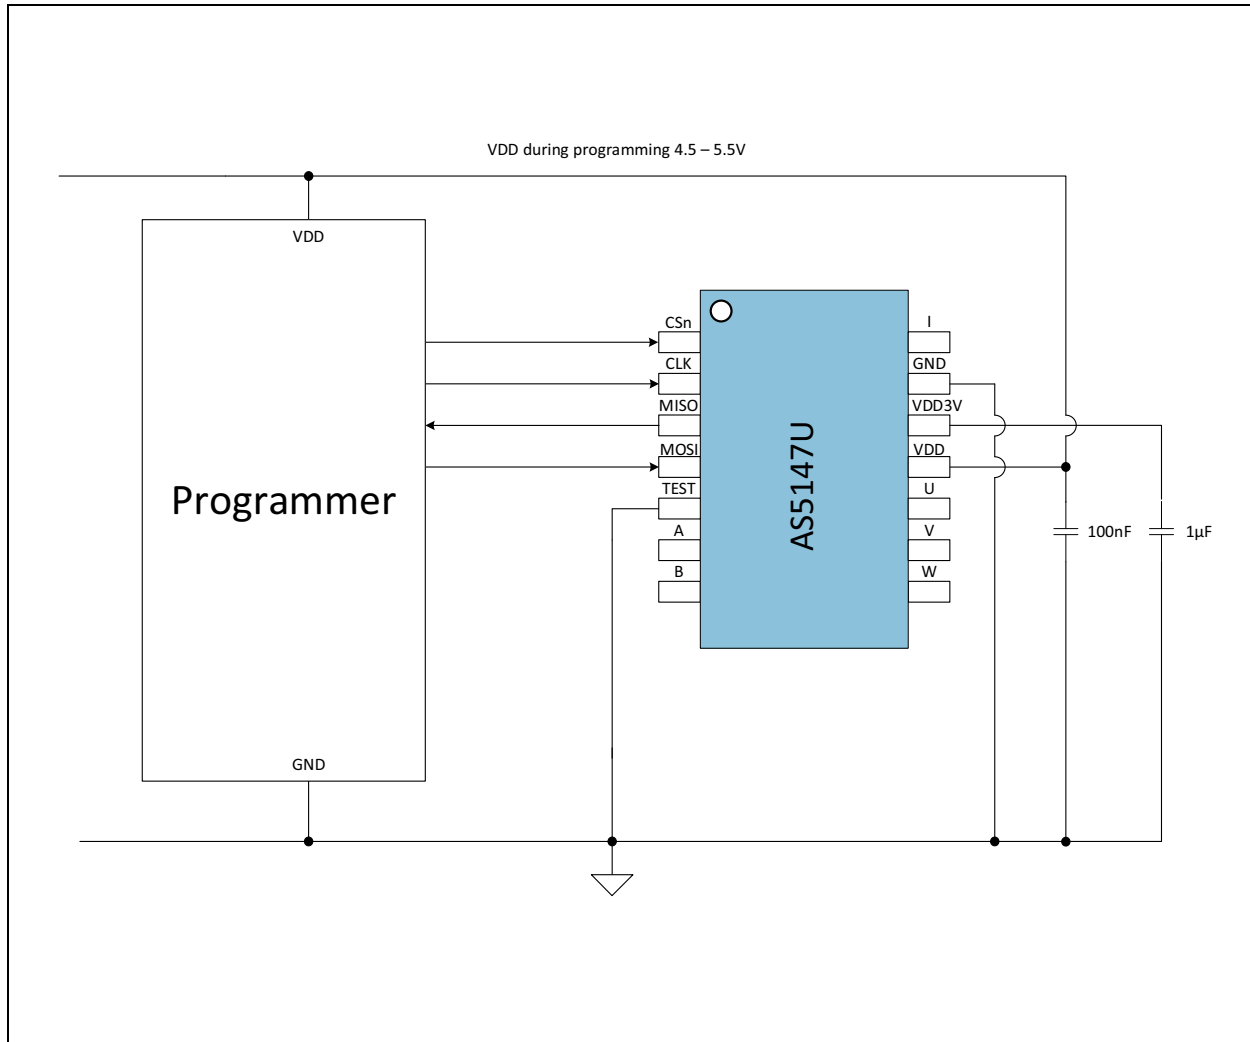 VDD during programming 4.5 – 5.5V
VDD
Programmer
GND
CSn
CLK
MISO
MOSI
TEST
A
B
AS5147U
I
GND
VDD3V
VDD
U
V
W
100nF
1µF